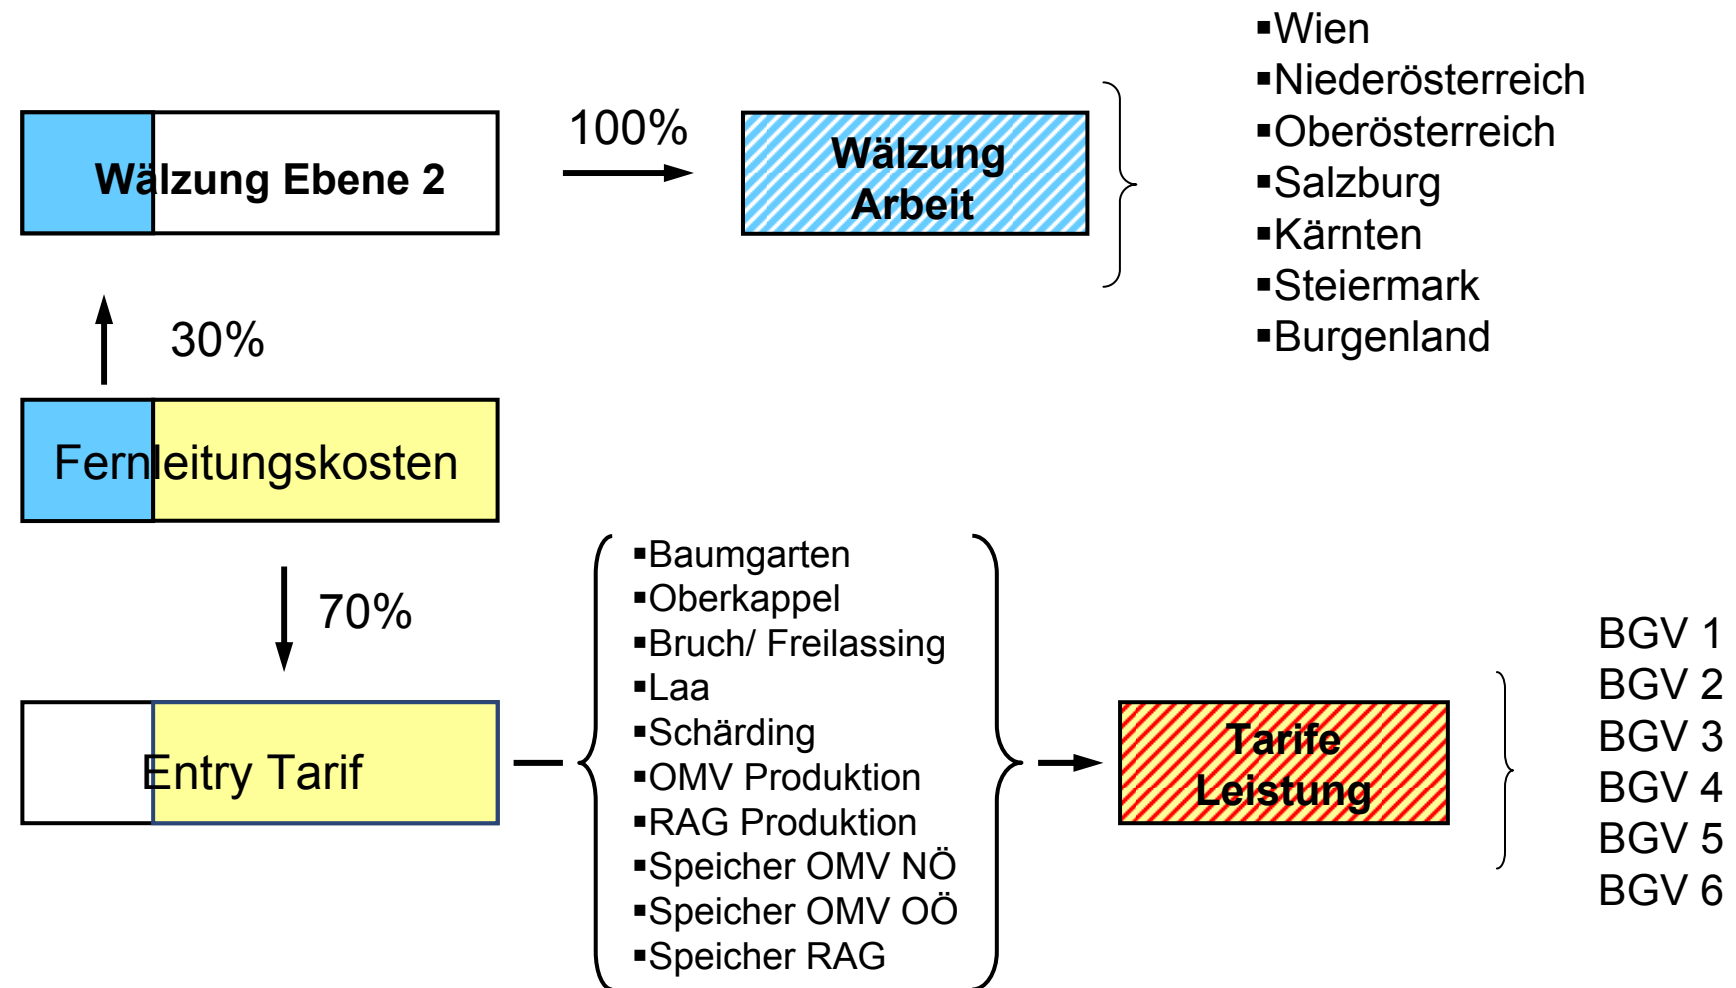 ▪Wien
▪Niederösterreich
▪Oberösterreich
▪Salzburg
▪Kärnten
▪Steiermark
▪Burgenland
Wälzung Ebene 2
100%
Wälzung
Arbeit
30%
Fernleitungskosten
70%
Entry Tarif
▪Baumgarten
▪Oberkappel
▪Bruch/ Freilassing
▪Laa
▪Schärding
▪OMV Produktion
▪RAG Produktion
▪Speicher OMV NÖ
▪Speicher OMV OÖ
▪Speicher RAG
Tarife
Leistung
BGV 1
BGV 2
BGV 3
BGV 4
BGV 5
BGV 6